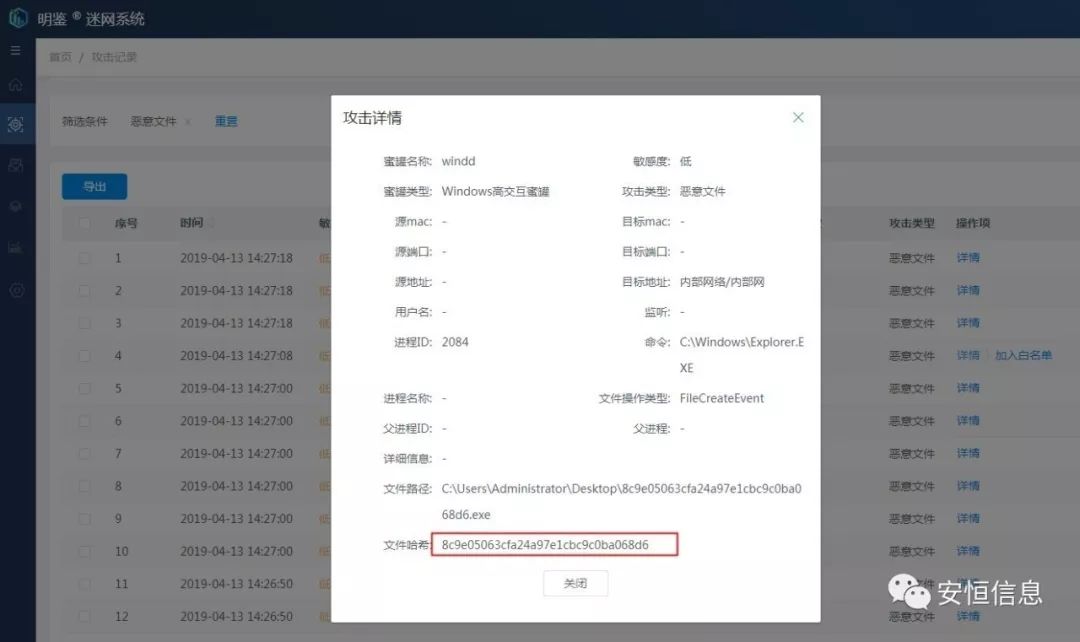 明鉴 ® 迷网系统
首页 / 攻击记录
筛选条件 恶意文件 × 重置
导出
序号 时间 敏 攻击类型 操作项
1 2019-04-13 14:27:18 低 恶意文件 详情
2 2019-04-13 14:27:18 低 恶意文件 详情
3 2019-04-13 14:27:18 低 恶意文件 详情
4 2019-04-13 14:27:08 低 恶意文件 详情 加入白名单
5 2019-04-13 14:27:00 低 恶意文件 详情
6 2019-04-13 14:27:00 低 恶意文件 详情
7 2019-04-13 14:27:00 低 恶意文件 详情
8 2019-04-13 14:27:00 低 恶意文件 详情
9 2019-04-13 14:27:00 低 恶意文件 详情
10 2019-04-13 14:27:00 低 恶意文件 详情
11 2019-04-13 14:26:50 低 文件
12 2019-04-13 14:26:50 低 恶意文件 详情
攻击详情
蜜罐名称: windd 敏感度: 低
蜜罐类型: Windows高交互蜜罐 攻击类型: 恶意文件
源mac: - 目标mac: -
源端口: - 目标端口: -
源地址: - 目标地址: 内部网络/内部网
用户名: - 监听: -
进程ID: 2084 命令: C:\Windows\Explorer.E
XE
进程名称: - 文件操作类型: FileCreateEvent
父进程ID: - 父进程: -
详细信息: -
文件路径: C:\Users\Administrator\Desktop\8c9e05063cfa24a97e1cbc9c0ba0
68d6.exe
文件哈希: 8c9e05063cfa24a97e1cbc9c0ba068d6
关闭
安恒信息